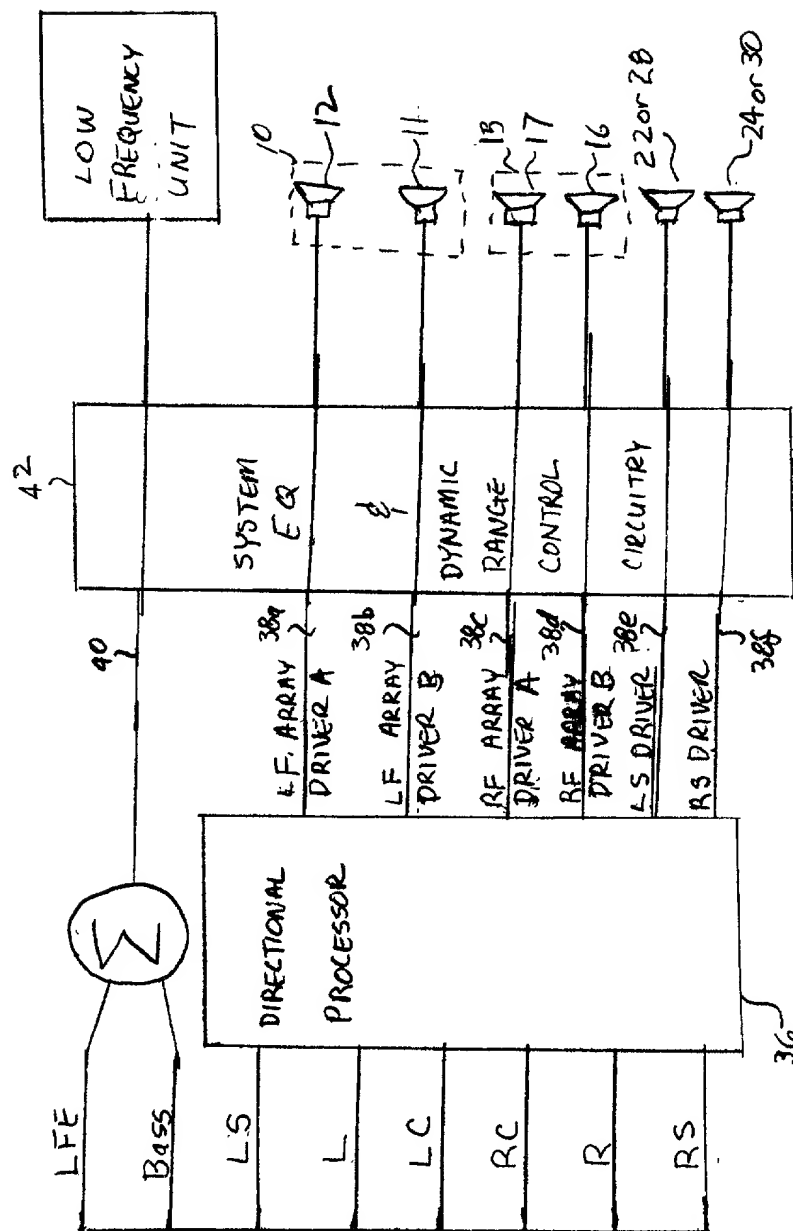 LFE
Bass
LS
L
LC
RC
R
RS
Σ
40
DIRECTIONAL
PROCESSOR
36
LF. ARRAY
DRIVER A
38a
LF ARRAY
DRIVER B
38b
RF ARRAY
DRIVER A
38c
RF ARRAY
DRIVER B
38d
LS DRIVER
38e
RS DRIVER
38f
42
SYSTEM
EQ
&
DYNAMIC
RANGE
CONTROL
CIRCUITRY
LOW
FREQUENCY
UNIT
10
12
11
15
17
16
22 or 28
24 or 30